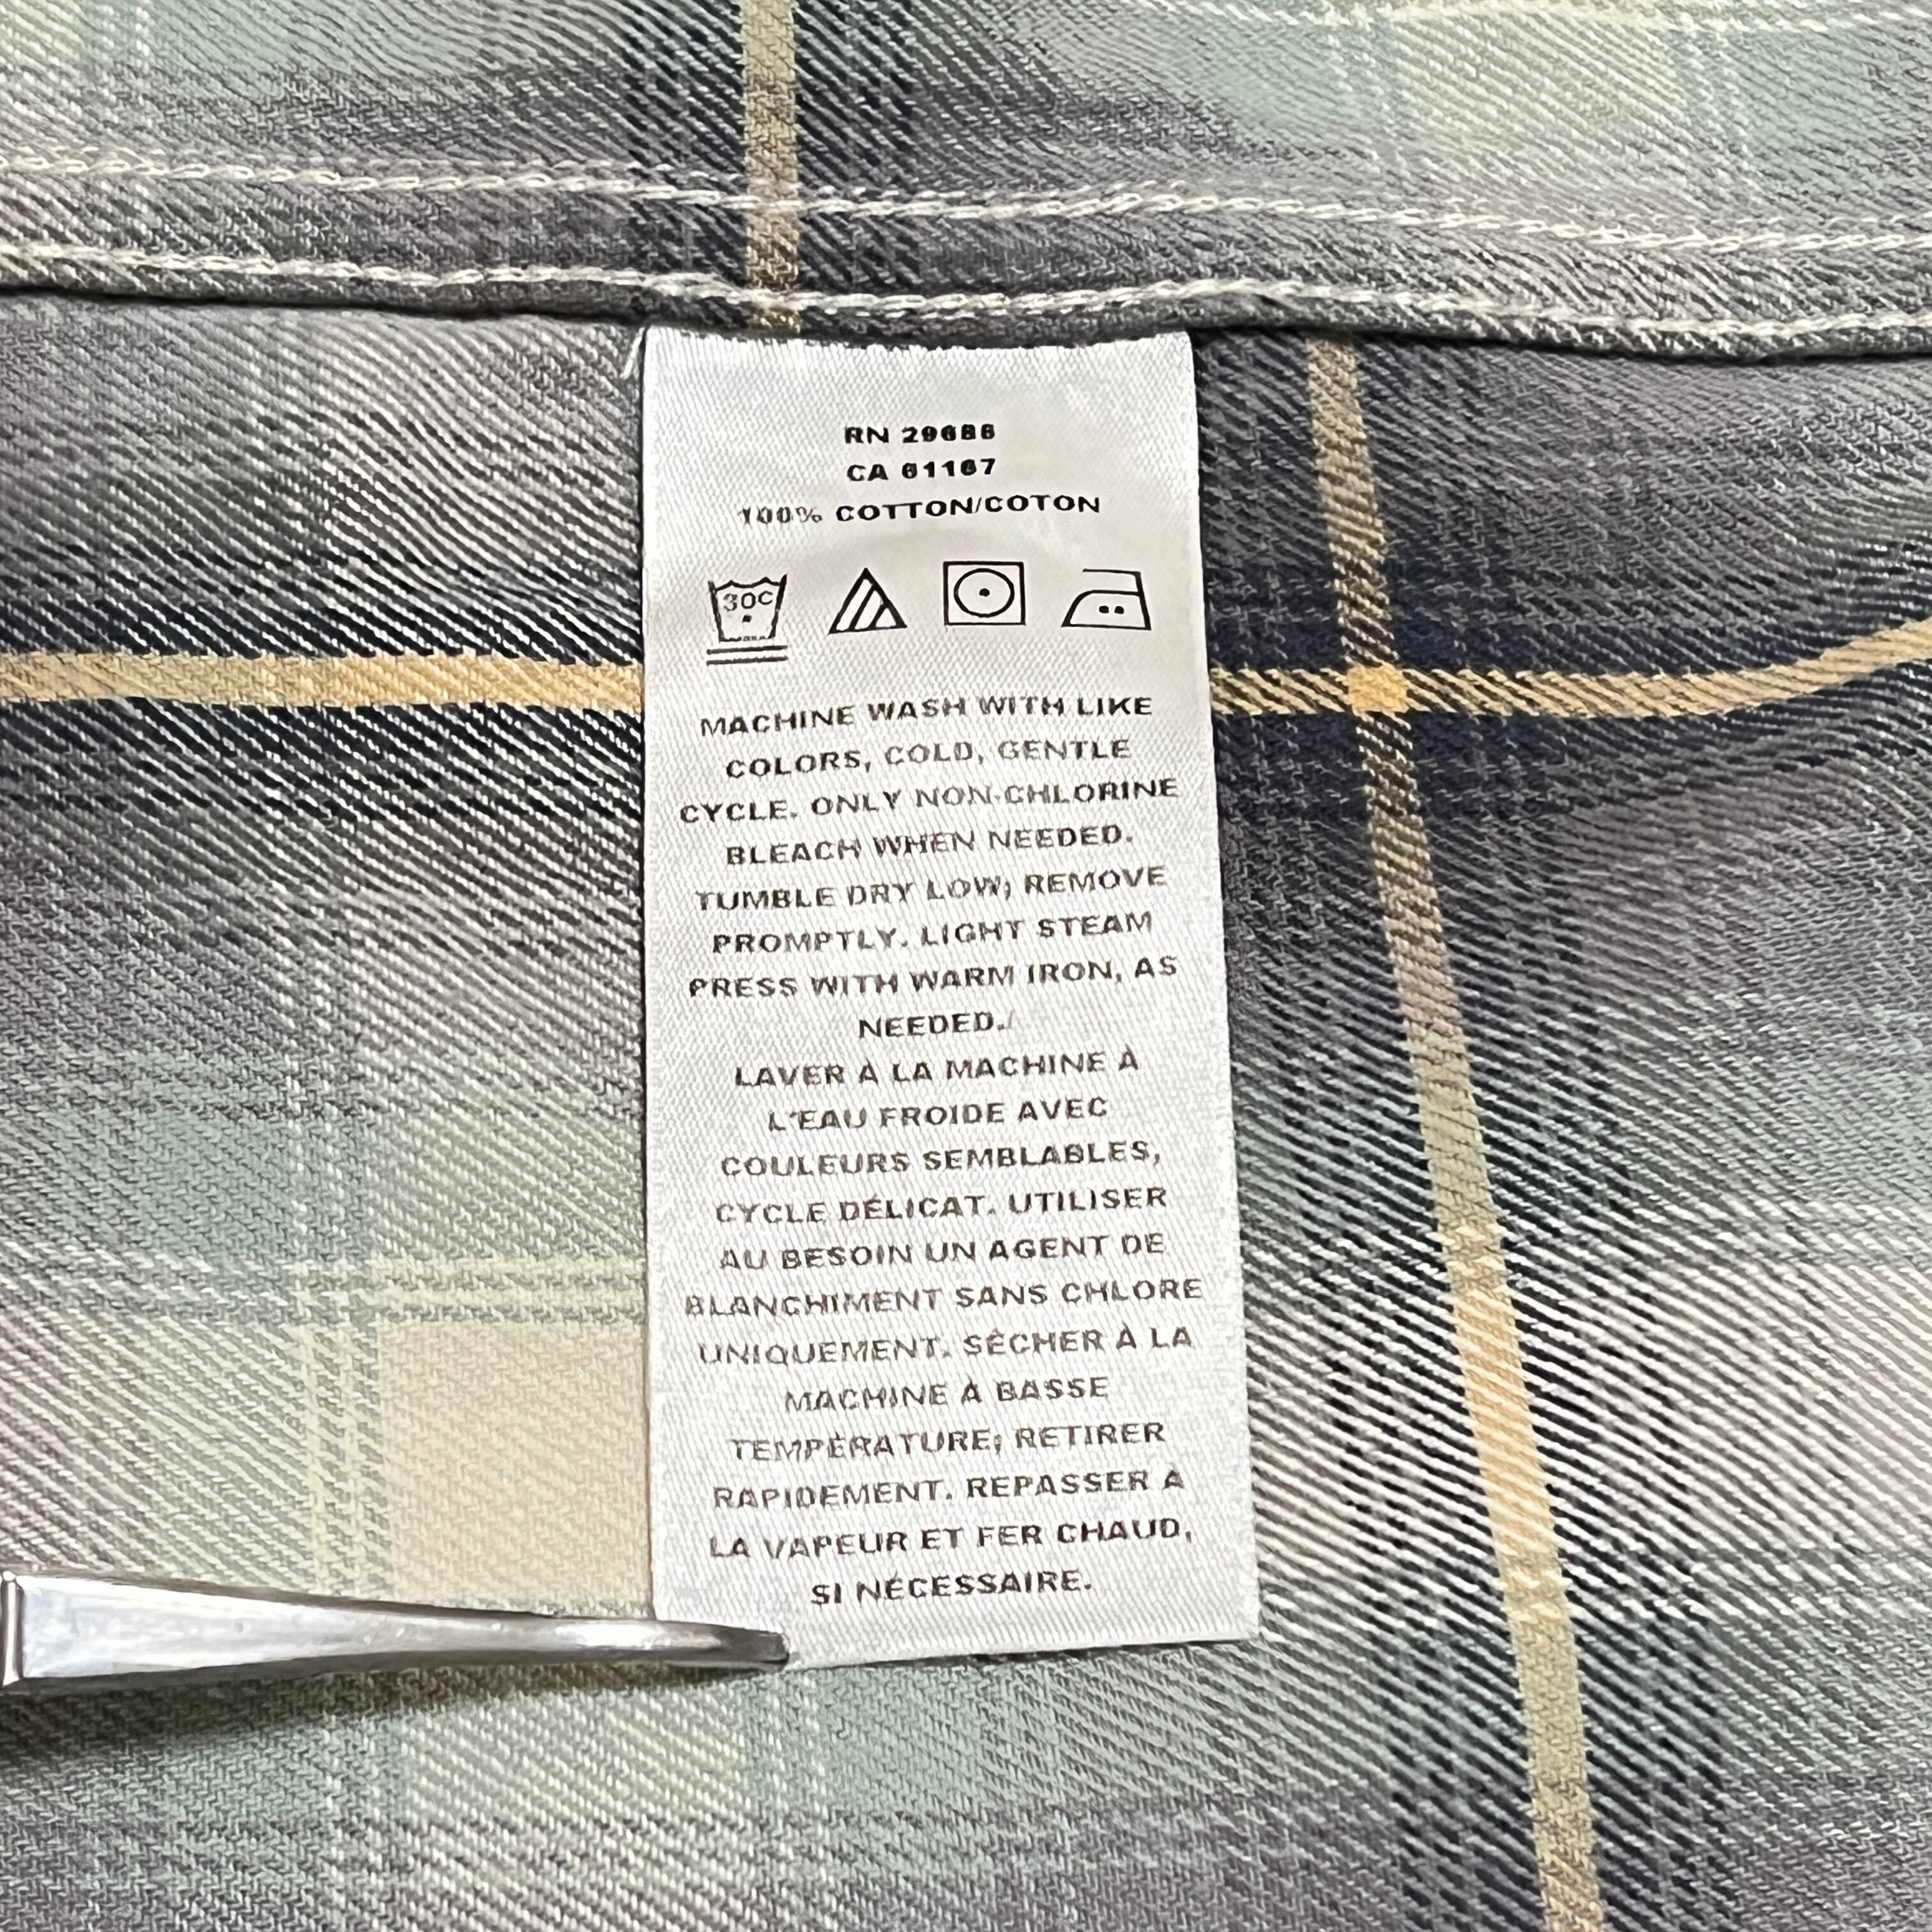 RN 29686
CA 61167
100% COTTON/COTON
30C
MACHINE WASH WITH LIKE
COLORS, COLD, GENTLE
CYCLE. ONLY NON-CHLORINE
BLEACH WHEN NEEDED.
TUMBLE DRY LOW; REMOVE
PROMPTLY. LIGHT STEAM
PRESS WITH WARM IRON, AS
NEEDED./
LAVER À LA MACHINE À
L'EAU FROIDE AVEC
COULEURS SEMBLABLES,
CYCLE DÉLICAT. UTILISER
AU BESOIN UN AGENT DE
BLANCHIMENT SANS CHLORE
UNIQUEMENT. SÉCHER À LA
MACHINE À BASSE
TEMPÉRATURE; RETIRER
RAPIDEMENT. REPASSER À
LA VAPEUR ET FER CHAUD,
SI NÉCESSAIRE.